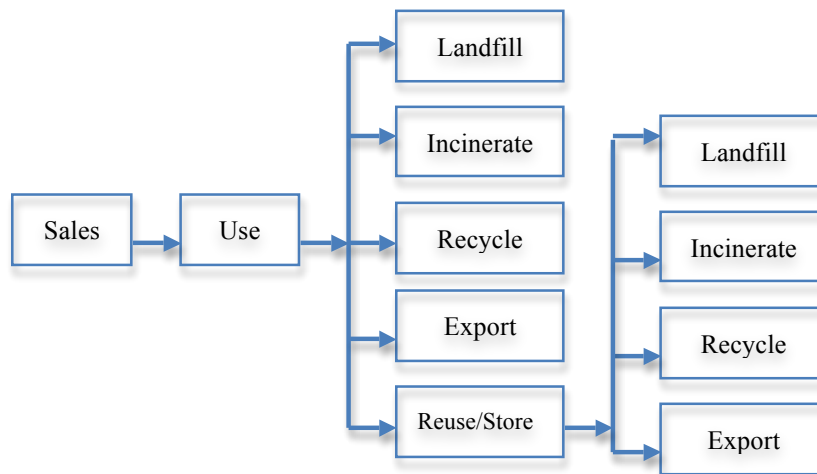 Sales
Use
Landfill
Incinerate
Recycle
Export
Reuse/Store
Landfill
Incinerate
Recycle
Export